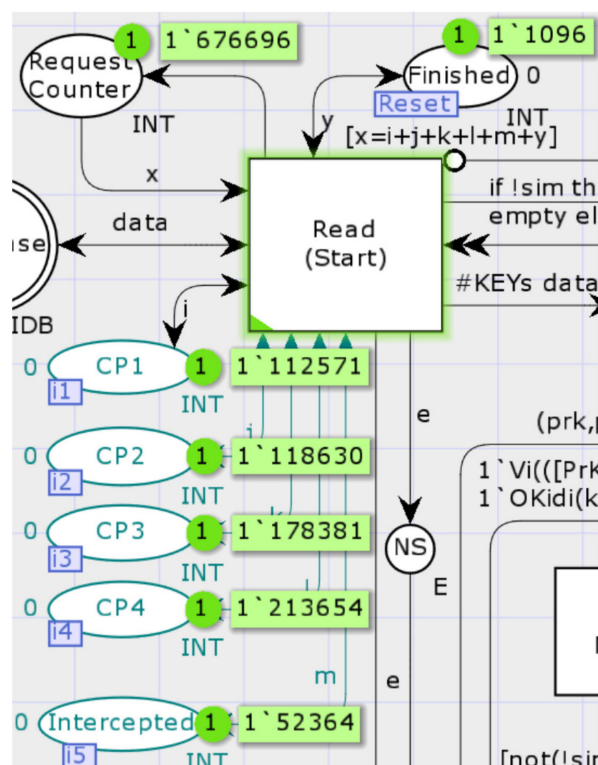 1 1`676696
1 1`1096
Request
Counter
Finished 0
Reset
INT
INT
y
[x=i+j+k+l+m+y]
x
if !sim th
empty el
data
Read
(Start)
#KEYs data
IDB
i
0 CP1 1 1`112571
i1
INT
e
j
0 CP2 1 1`118630
i2
INT
(prk,
1`Vi(([PrK
1`OKidi(k
k
0 CP3 1 1`178381
i3
INT
NS
E
l
0 CP4 1 1`213654
i4
INT
m
e
0 Intercepted 1 1`52364
i5
INT
[not(!sin